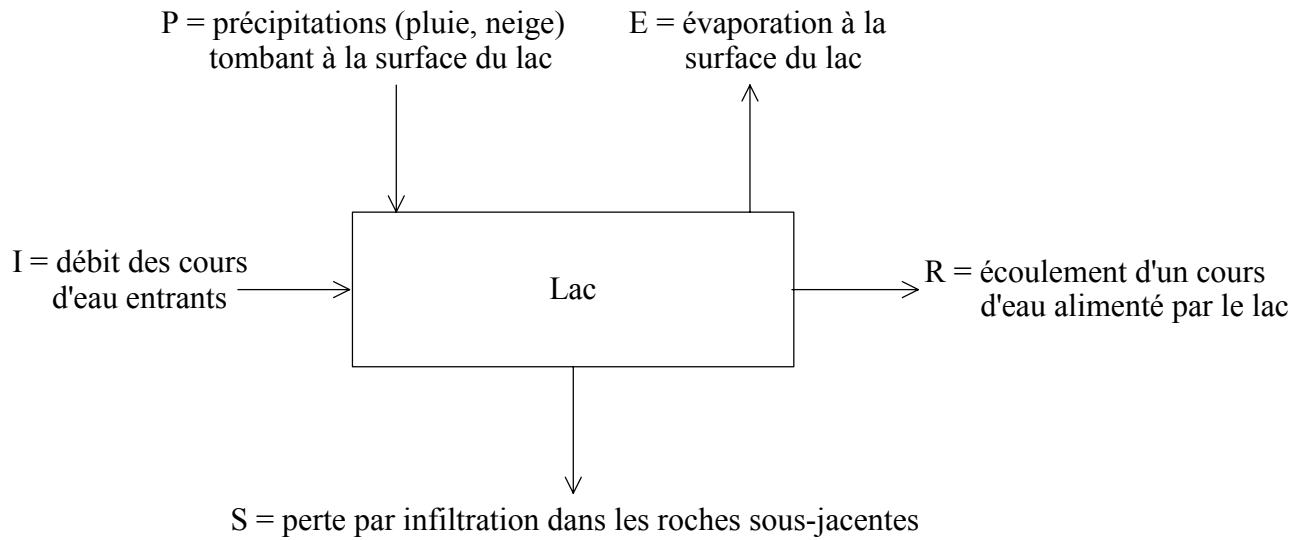 P = précipitations (pluie, neige)
tombant à la surface du lac
E = évaporation à la
surface du lac
I = débit des cours
d'eau entrants
Lac
R = écoulement d'un cours
d'eau alimenté par le lac
S = perte par infiltration dans les roches sous-jacentes